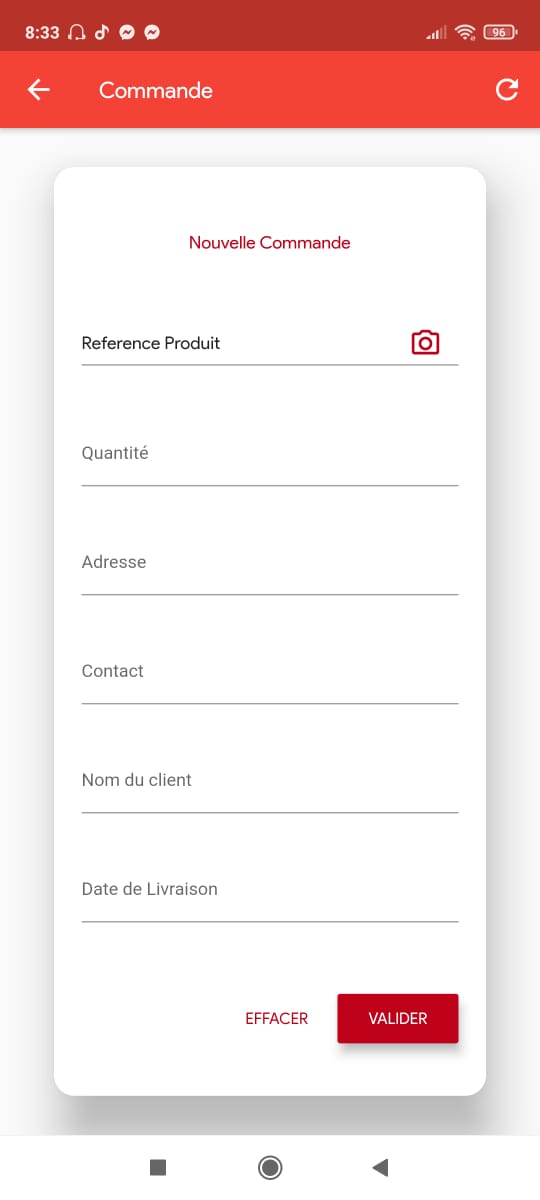 8:33
96
Commande
Nouvelle Commande
Reference Produit
Quantité
Adresse
Contact
Nom du client
Date de Livraison
EFFACER
VALIDER